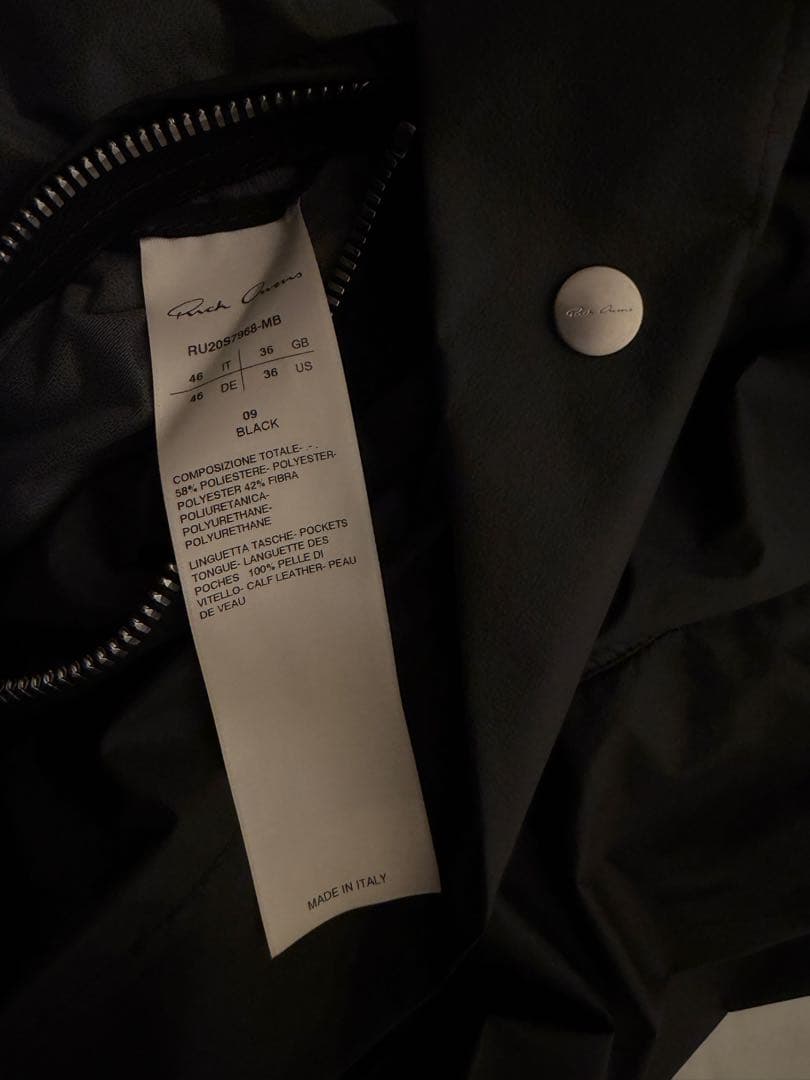 Rick Owens
RU20S7968-MB
46 IT 36 GB
46 DE 36 US
09
BLACK
COMPOSIZIONE TOTALE- - .
58% POLIESTERE- POLYESTER-
POLYESTER 42% FIBRA
POLIURETANICA-
POLYURETHANE-
POLYURETHANE
LINGUETTA TASCHE- POCKETS
TONGUE- LANGUETTE DES
POCHES 100% PELLE DI
VITELLO- CALF LEATHER- PEAU
DE VEAU
MADE IN ITALY
Rick Owens